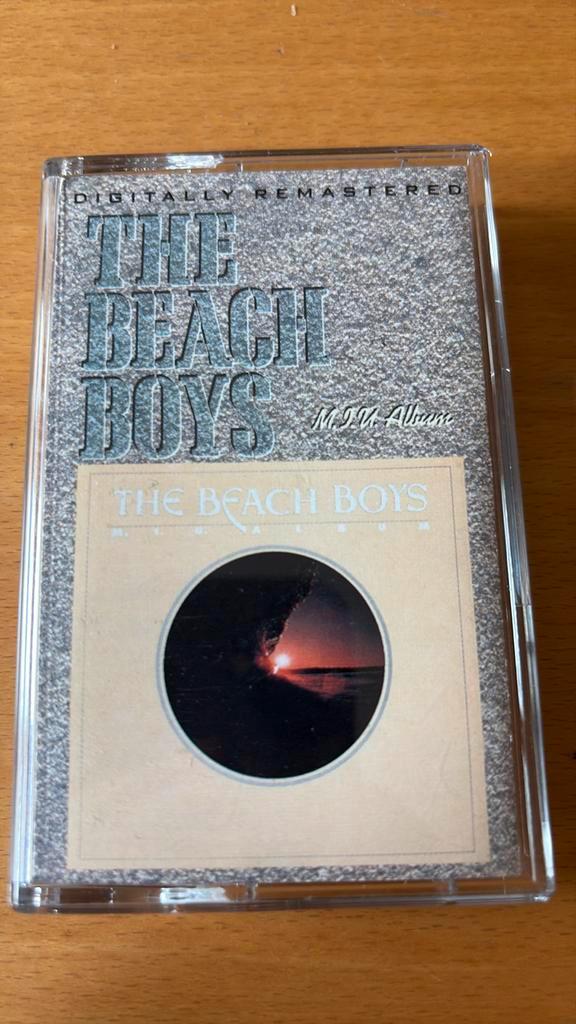 DIGITALLY REMASTERED
THE
BEACH
BOYS
M.I.U. Album
THE BEACH BOYS
M.I.U. ALBUM